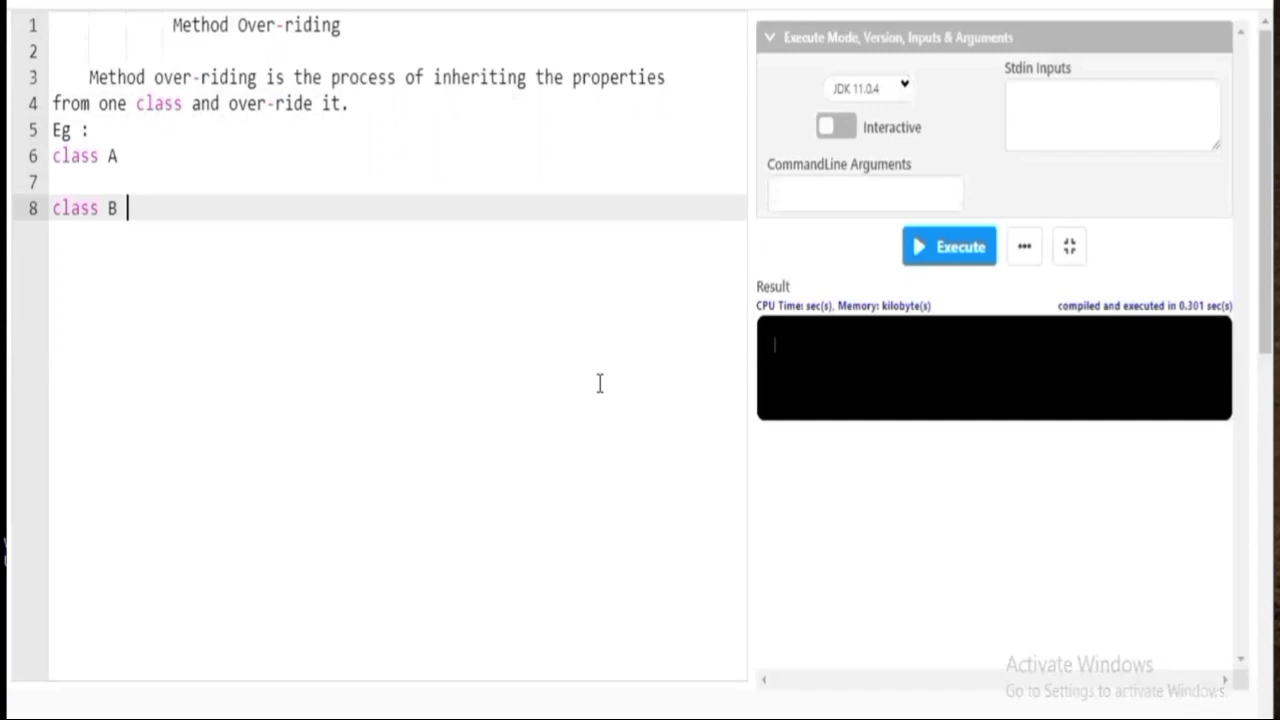 1 Method Over-riding
2
3 Method over-riding is the process of inheriting the properties
4 from one class and over-ride it.
5 Eg :
6 class A
7
8 class B
Execute Mode, Version, Inputs & Arguments
JDK 11.0.4
Stdin Inputs
Interactive
CommandLine Arguments
Execute
Result
CPU Time: sec(s), Memory: kilobyte(s)
compiled and executed in 0.301 sec(s)
Activate Windows
Go to Settings to activate Windows.